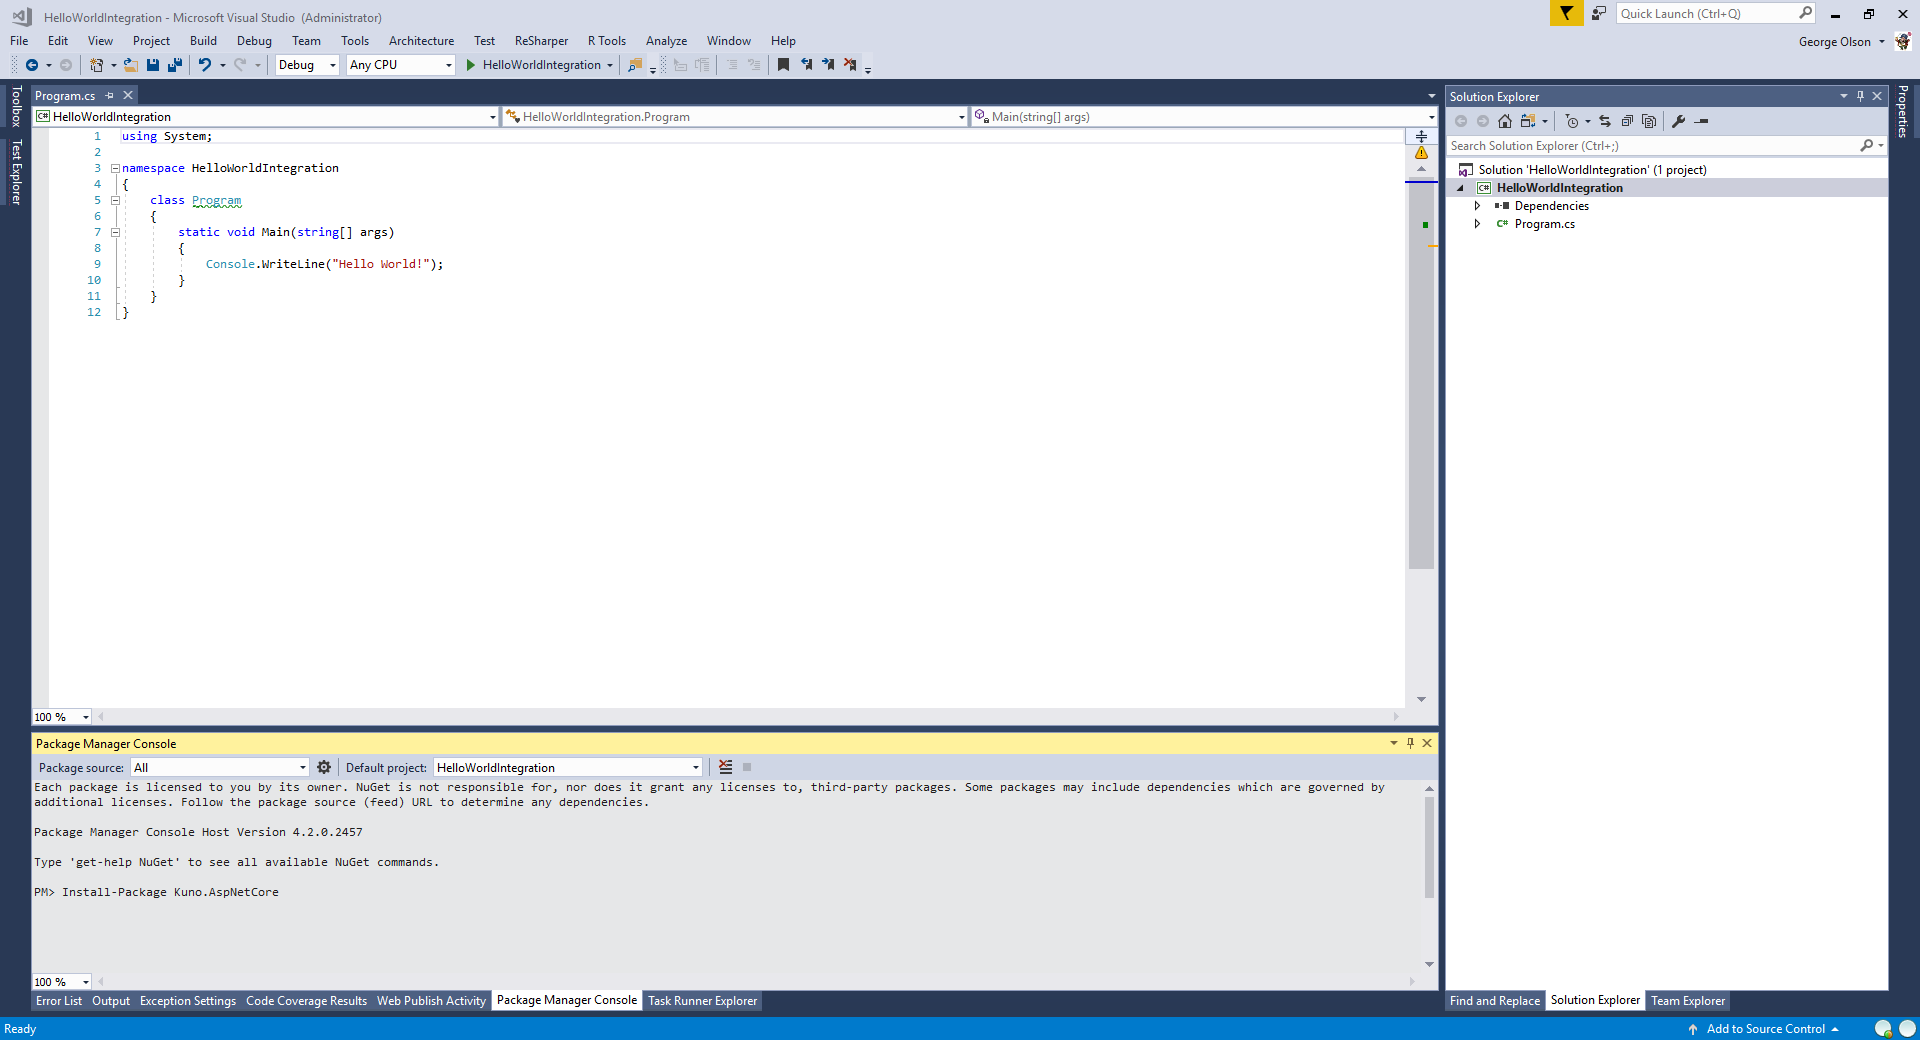 HelloWorldIntegration - Microsoft Visual Studio (Administrator)
Quick Launch (Ctrl+Q)
File Edit View Project Build Debug Team Tools Architecture Test ReSharper R Tools Analyze Window Help
George Olson
Debug Any CPU HelloWorldIntegration
Toolbox
Test Explorer
Program.cs
HelloWorldIntegration HelloWorldIntegration.Program Main(string[] args)
1 using System;
2
3 namespace HelloWorldIntegration
4 {
5 class Program
6 {
7 static void Main(string[] args)
8 {
9 Console.WriteLine("Hello World!");
10 }
11 }
12 }
100 %
Solution Explorer
Search Solution Explorer (Ctrl+;)
Solution 'HelloWorldIntegration' (1 project)
C# HelloWorldIntegration
Dependencies
C# Program.cs
Properties
Package Manager Console
Package source: All Default project: HelloWorldIntegration
Each package is licensed to you by its owner. NuGet is not responsible for, nor does it grant any licenses to, third-party packages. Some packages may include dependencies which are governed by
additional licenses. Follow the package source (feed) URL to determine any dependencies.
Package Manager Console Host Version 4.2.0.2457
Type 'get-help NuGet' to see all available NuGet commands.
PM> Install-Package Kuno.AspNetCore
100 %
Error List Output Exception Settings Code Coverage Results Web Publish Activity Package Manager Console Task Runner Explorer
Find and Replace Solution Explorer Team Explorer
Ready
Add to Source Control